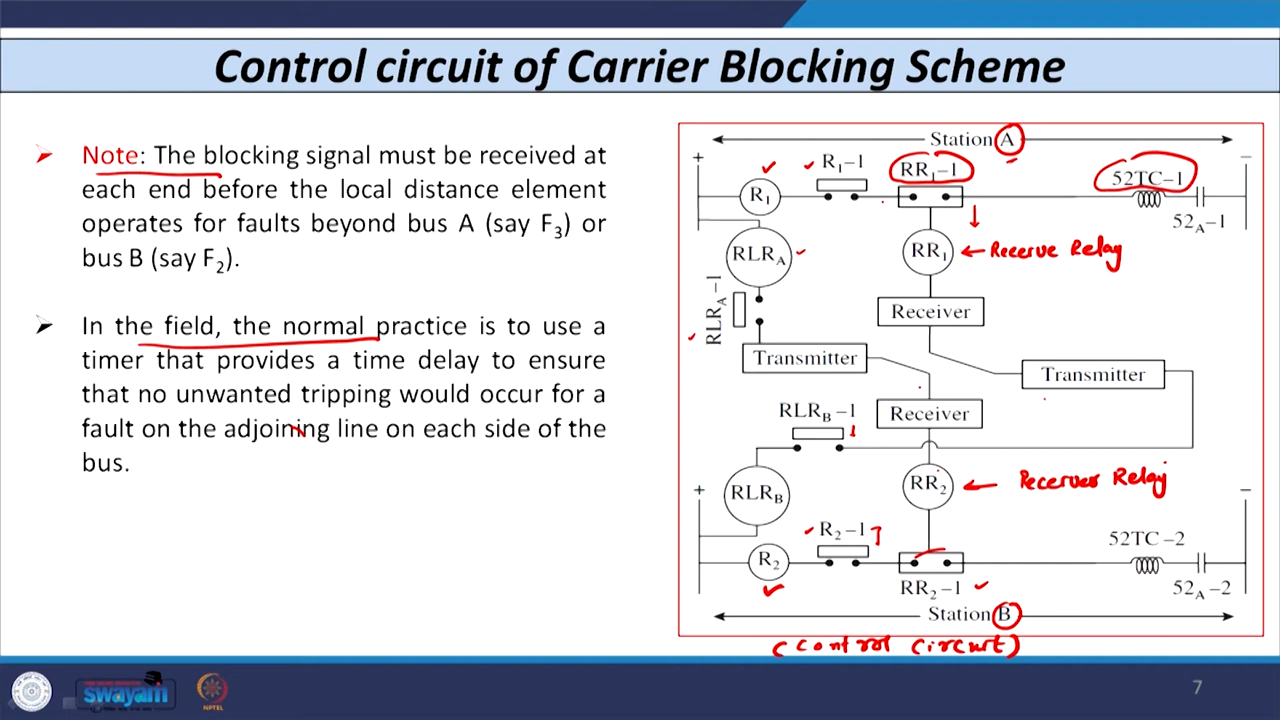 Control circuit of Carrier Blocking Scheme
Note: The blocking signal must be received at
each end before the local distance element
operates for faults beyond bus A (say F3) or
bus B (say F2).
In the field, the normal practice is to use a
timer that provides a time delay to ensure
that no unwanted tripping would occur for a
fault on the adjoining line on each side of the
bus.
Station A
+
R1
R1–1
RR1–1
52TC–1
–
52A–1
RLRA
RR1
Receive Relay
RLRA–1
Receiver
Transmitter
Transmitter
RLRB–1
Receiver
+
RLRB
RR2
Receiver Relay
–
R2
R2–1
52TC–2
RR2–1
52A–2
Station B
(Control Circuit)
swayam
NPTEL
7